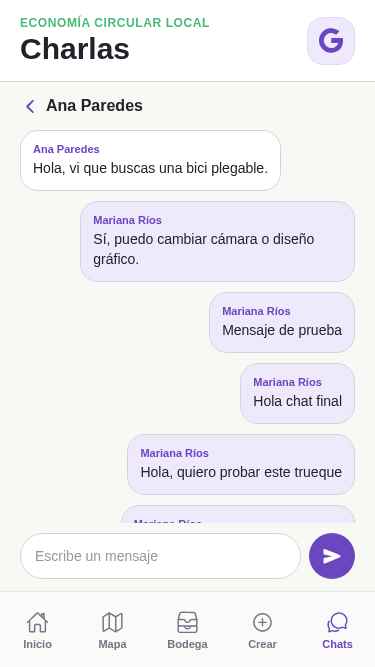 ECONOMÍA CIRCULAR LOCAL
Charlas
G
Ana Paredes
Ana Paredes
Hola, vi que buscas una bici plegable.
Mariana Ríos
Sí, puedo cambiar cámara o diseño
gráfico.
Mariana Ríos
Mensaje de prueba
Mariana Ríos
Hola chat final
Mariana Ríos
Hola, quiero probar este trueque
Mariana Ríos
Escribe un mensaje
Inicio
Mapa
Bodega
Crear
Chats